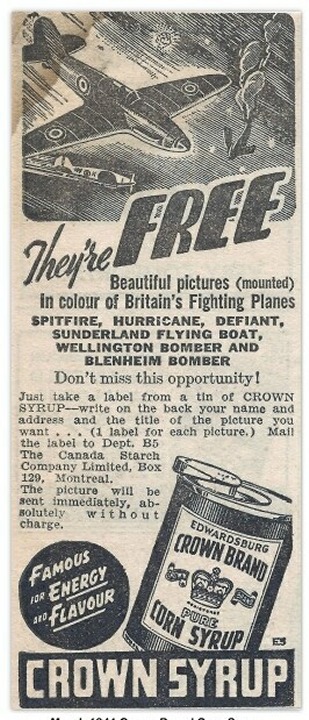 They're FREE
Beautiful pictures (mounted)
in colour of Britain's Fighting Planes
SPITFIRE, HURRICANE, DEFIANT,
SUNDERLAND FLYING BOAT,
WELLINGTON BOMBER AND
BLENHEIM BOMBER
Don't miss this opportunity!
Just take a label from a tin of CROWN
SYRUP—write on the back your name and
address and the title of the picture you
want . . . (1 label for each picture.) Mail
the label to Dept. B5
The Canada Starch
Company Limited, Box
129, Montreal.
The picture will be
sent immediately, ab-
solutely without
charge.
FAMOUS
FOR ENERGY
AND FLAVOUR
EDWARDSBURG
CROWN BRAND
PURE
CORN SYRUP
CROWN SYRUP